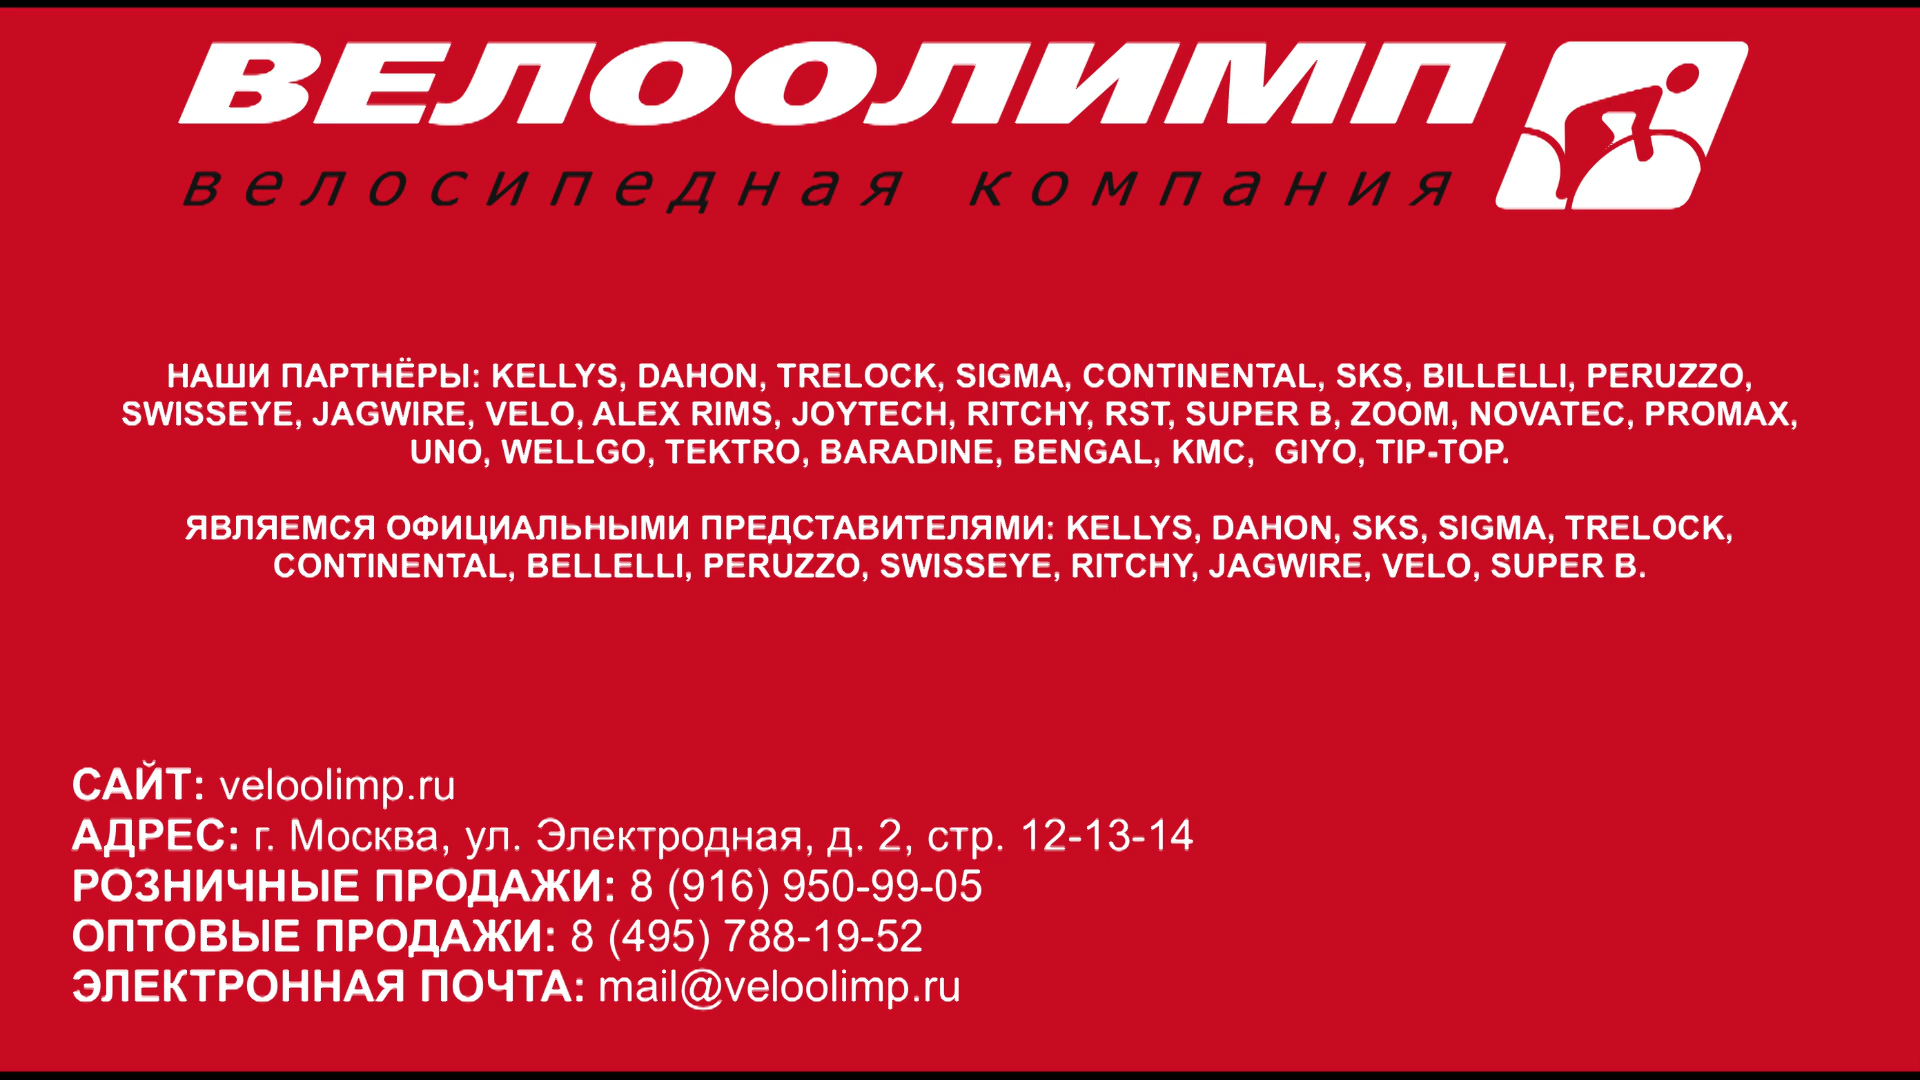 ВЕЛООЛИМП
велосипедная компания
НАШИ ПАРТНЁРЫ: KELLYS, DAHON, TRELOCK, SIGMA, CONTINENTAL, SKS, BILLELLI, PERUZZO,
SWISSEYE, JAGWIRE, VELO, ALEX RIMS, JOYTECH, RITCHY, RST, SUPER B, ZOOM, NOVATEC, PROMAX,
UNO, WELLGO, TEKTRO, BARADINE, BENGAL, KMC,  GIYO, TIP-TOP.
ЯВЛЯЕМСЯ ОФИЦИАЛЬНЫМИ ПРЕДСТАВИТЕЛЯМИ: KELLYS, DAHON, SKS, SIGMA, TRELOCK,
CONTINENTAL, BELLELLI, PERUZZO, SWISSEYE, RITCHY, JAGWIRE, VELO, SUPER B.
САЙТ: veloolimp.ru
АДРЕС: г. Москва, ул. Электродная, д. 2, стр. 12-13-14
РОЗНИЧНЫЕ ПРОДАЖИ: 8 (916) 950-99-05
ОПТОВЫЕ ПРОДАЖИ: 8 (495) 788-19-52
ЭЛЕКТРОННАЯ ПОЧТА: mail@veloolimp.ru